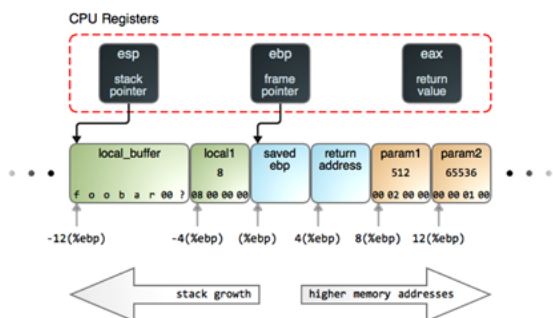 CPU Registers
esp
stack
pointer
ebp
frame
pointer
eax
return
value
local_buffer
f o o b a r 00 ?
local1
8
08 00 00 00
saved
ebp
return
address
param1
512
00 02 00 00
param2
65536
00 00 01 00
-12(%ebp)
-4(%ebp)
(%ebp)
4(%ebp)
8(%ebp)
12(%ebp)
stack growth
higher memory addresses